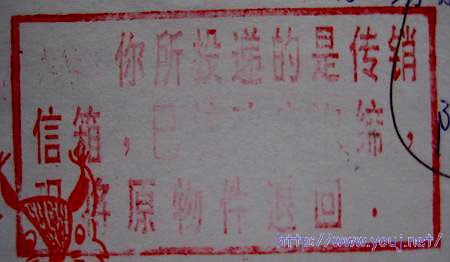 你所投递的是传销
信箱，已 缔，
将原物件退回．
http://www.youj.net/